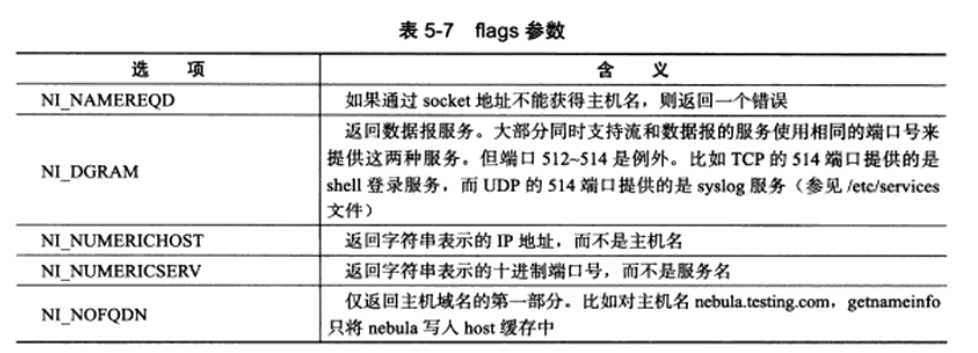 表 5-7 flags 参数
选 项 含 义
NI_NAMEREQD 如果通过 socket 地址不能获得主机名，则返回一个错误
NI_DGRAM 返回数据报服务。大部分同时支持流和数据报的服务使用相同的端口号来
提供这两种服务。但端口 512~514 是例外。比如 TCP 的 514 端口提供的是
shell 登录服务，而 UDP 的 514 端口提供的是 syslog 服务（参见 /etc/services
文件）
NI_NUMERICHOST 返回字符串表示的 IP 地址，而不是主机名
NI_NUMERICSERV 返回字符串表示的十进制端口号，而不是服务名
NI_NOFQDN 仅返回主机域名的第一部分。比如对主机名 nebula.testing.com，getnameinfo
只将 nebula 写入 host 缓存中